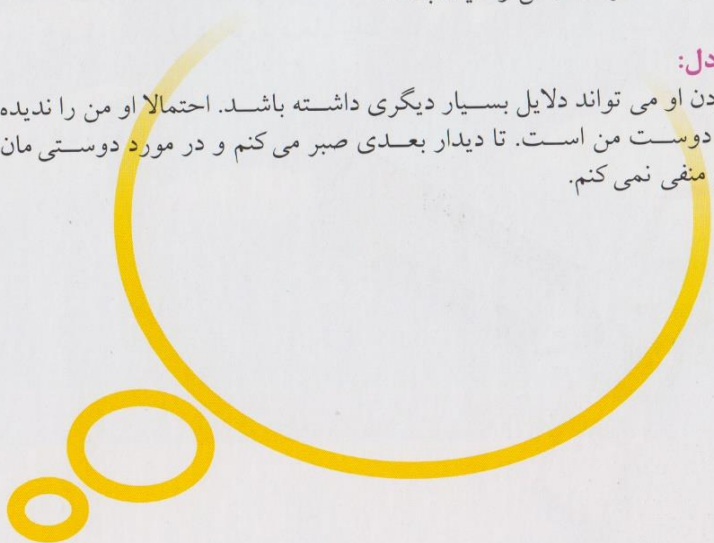 دل:
دن او می تواند دلایل بسیار دیگری داشته باشد. احتمالا او من را ندیده
دوست من است. تا دیدار بعدی صبر می کنم و در مورد دوستی مان
منفی نمی کنم.